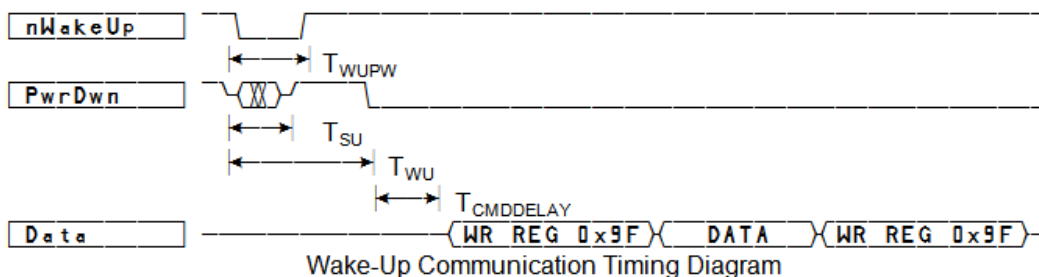 nWakeUp
T_WUPW
PwrDwn
T_SU
T_WU
T_CMDDELAY
Data WR REG 0x9F DATA WR REG 0x9F
Wake-Up Communication Timing Diagram